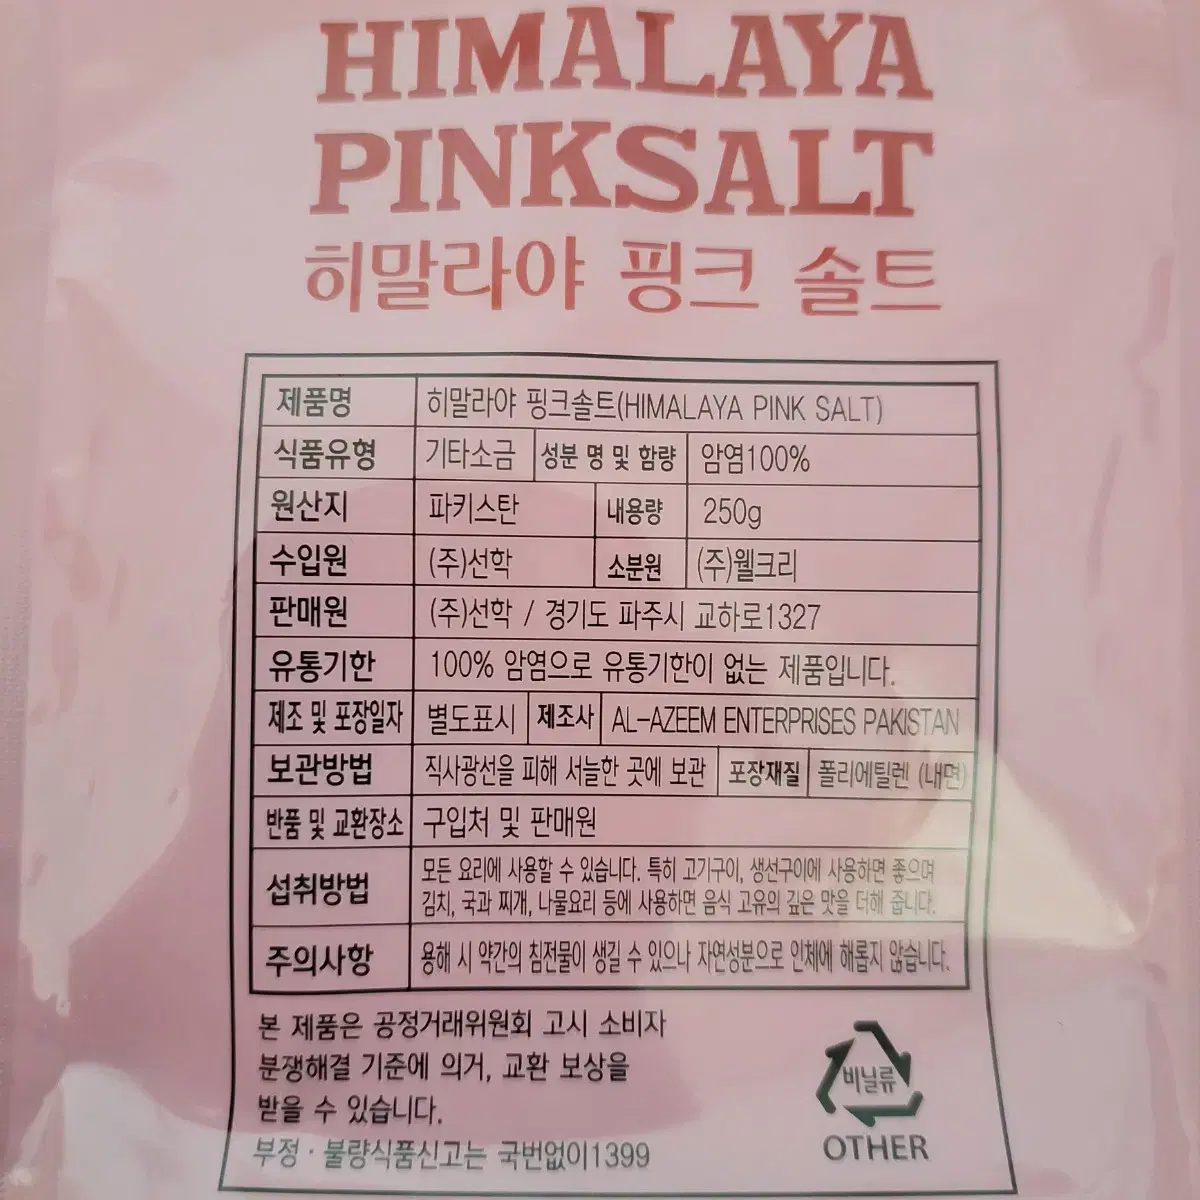 HIMALAYA
PINKSALT
히말라야 핑크 솔트
제품명 히말라야 핑크솔트(HIMALAYA PINK SALT)
식품유형 기타소금 성분 명 및 함량 암염100%
원산지 파키스탄 내용량 250g
수입원 (주)선학 소분원 (주)웰크리
판매원 (주)선학 / 경기도 파주시 교하로1327
유통기한 100% 암염으로 유통기한이 없는 제품입니다.
제조 및 포장일자 별도표시 제조사 AL-AZEEM ENTERPRISES PAKISTAN
보관방법 직사광선을 피해 서늘한 곳에 보관 포장재질 폴리에틸렌 (내면)
반품 및 교환장소 구입처 및 판매원
섭취방법 모든 요리에 사용할 수 있습니다. 특히 고기구이, 생선구이에 사용하면 좋으며
김치, 국과 찌개, 나물요리 등에 사용하면 음식 고유의 깊은 맛을 더해 줍니다.
주의사항 용해 시 약간의 침전물이 생길 수 있으나 자연성분으로 인체에 해롭지 않습니다.
본 제품은 공정거래위원회 고시 소비자
분쟁해결 기준에 의거, 교환 보상을
받을 수 있습니다.
부정·불량식품신고는 국번없이1399
비닐류
OTHER